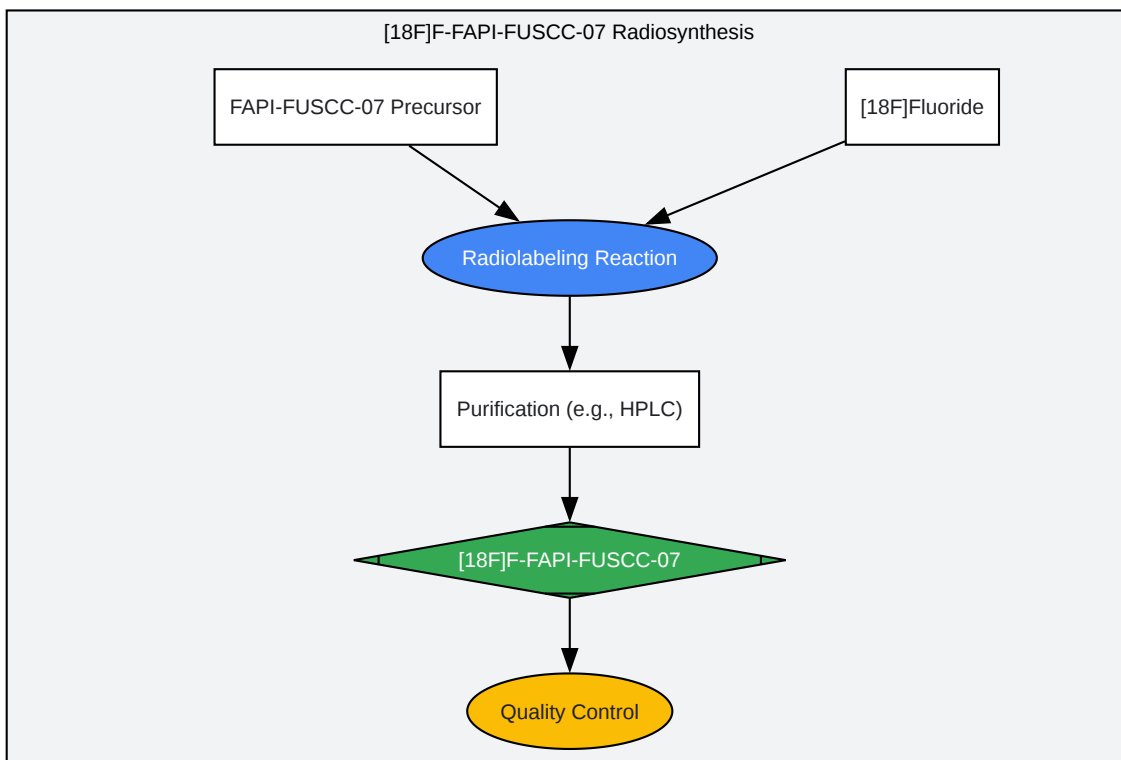 [18F]F-FAPI-FUSCC-07 Radiosynthesis
FAPI-FUSCC-07 Precursor
[18F]Fluoride
Radiolabeling Reaction
Purification (e.g., HPLC)
[18F]F-FAPI-FUSCC-07
Quality Control